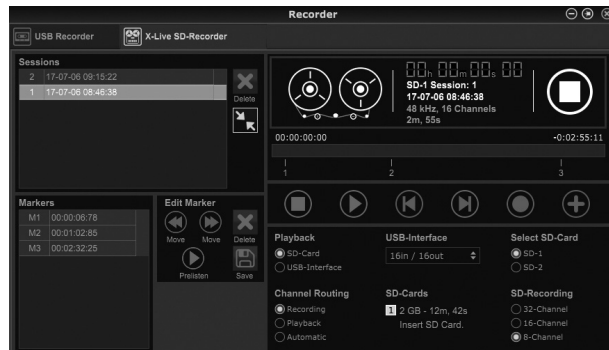 Recorder
USB Recorder
X-Live SD-Recorder
Sessions
2 17-07-06 09:15:22
1 17-07-06 08:46:38
Delete
00h 00m 00s 00
SD-1 Session: 1
17-07-06 08:46:38
48 kHz, 16 Channels
2m, 55s
00:00:00:00 -0:02:55:11
1 2 3
Markers
M1 00:00:06:78
M2 00:01:02:85
M3 00:02:32:25
Edit Marker
Move Move Delete
Prelisten Save
Playback
SD-Card
USB-Interface
USB-Interface
16in / 16out
Select SD-Card
SD-1
SD-2
Channel Routing
Recording
Playback
Automatic
SD-Cards
1 2 GB - 12m, 42s
Insert SD Card.
SD-Recording
32-Channel
16-Channel
8-Channel